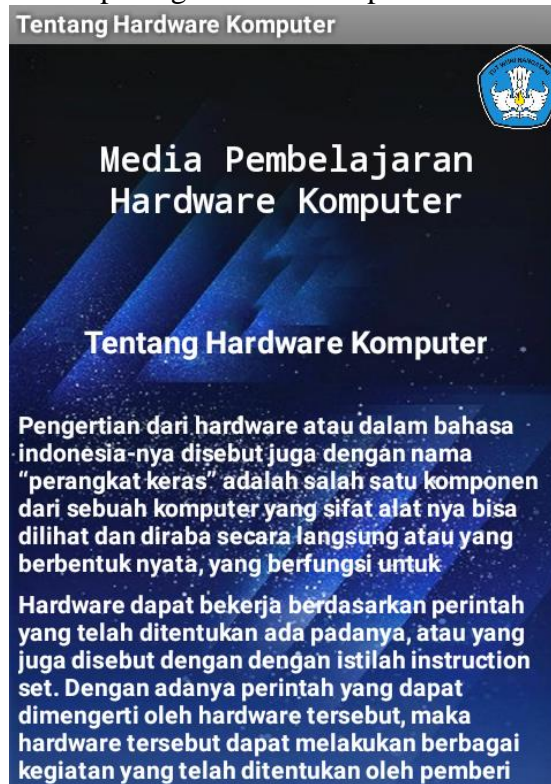 Tentang Hardware Komputer
TUT WURI HANDAYANI
Media Pembelajaran
Hardware Komputer
Tentang Hardware Komputer
Pengertian dari hardware atau dalam bahasa
indonesia-nya disebut juga dengan nama
“perangkat keras” adalah salah satu komponen
dari sebuah komputer yang sifat alat nya bisa
dilihat dan diraba secara langsung atau yang
berbentuk nyata, yang berfungsi untuk
Hardware dapat bekerja berdasarkan perintah
yang telah ditentukan ada padanya, atau yang
juga disebut dengan dengan istilah instruction
set. Dengan adanya perintah yang dapat
dimengerti oleh hardware tersebut, maka
hardware tersebut dapat melakukan berbagai
kegiatan yang telah ditentukan oleh pemberi